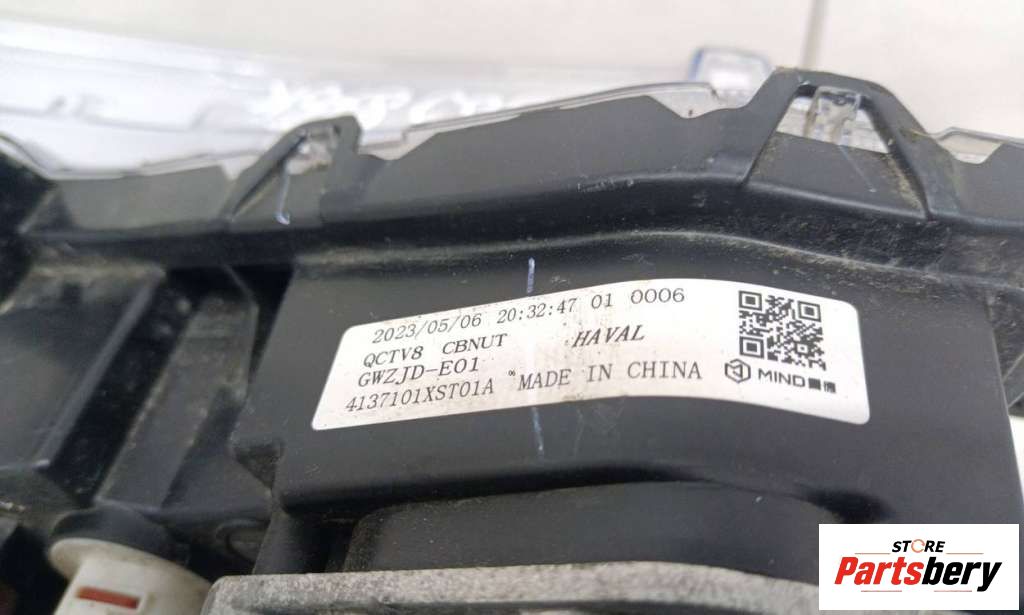 2023/05/06 20:32:47 01 0006
QCTV8 CBNUT HAVAL
GWZJD-E01
4137101XST01A MADE IN CHINA
MIND
STORE
Partsbery